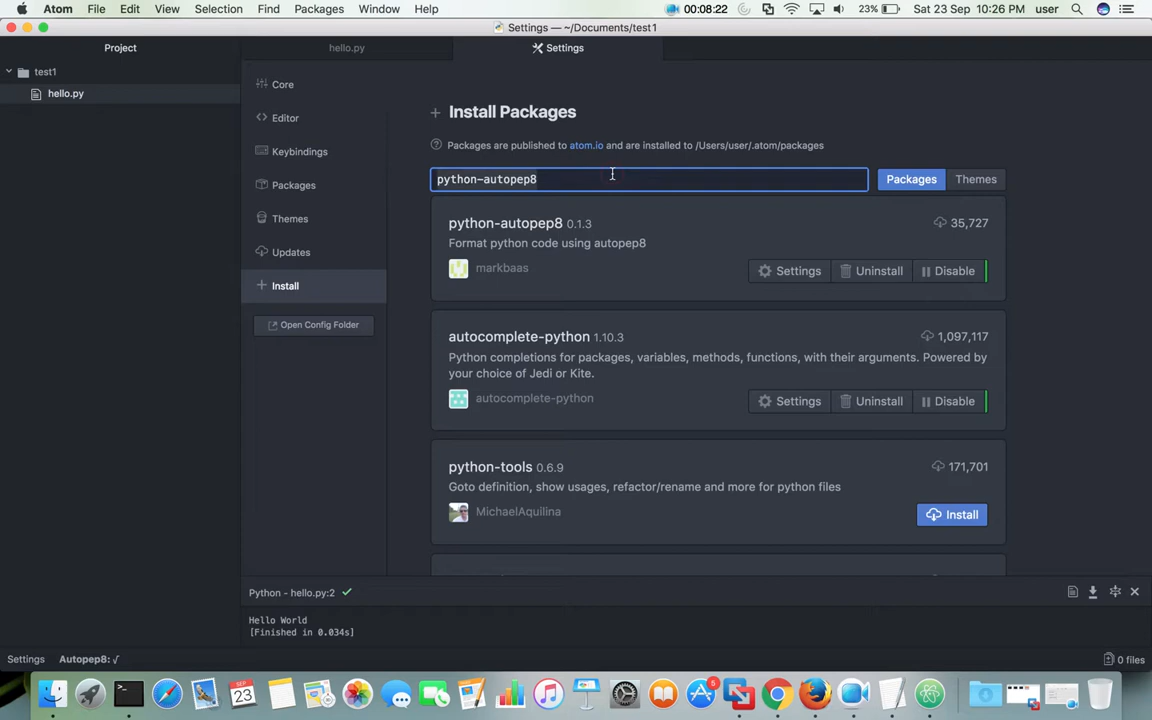 Atom File Edit View Selection Find Packages Window Help 00:08:22 23% Sat 23 Sep 10:26 PM user
Settings — ~/Documents/test1
Project
hello.py
Settings
test1
hello.py
Core
Editor
Keybindings
Packages
Themes
Updates
Install
Open Config Folder
Install Packages
Packages are published to atom.io and are installed to /Users/user/.atom/packages
python-autopep8
Packages Themes
python-autopep8 0.1.3 35,727
Format python code using autopep8
markbaas Settings Uninstall Disable
autocomplete-python 1.10.3 1,097,117
Python completions for packages, variables, methods, functions, with their arguments. Powered by
your choice of Jedi or Kite.
autocomplete-python Settings Uninstall Disable
python-tools 0.6.9 171,701
Goto definition, show usages, refactor/rename and more for python files
MichaelAquilina Install
Python - hello.py:2
Hello World
[Finished in 0.034s]
Settings Autopep8: √ 0 files